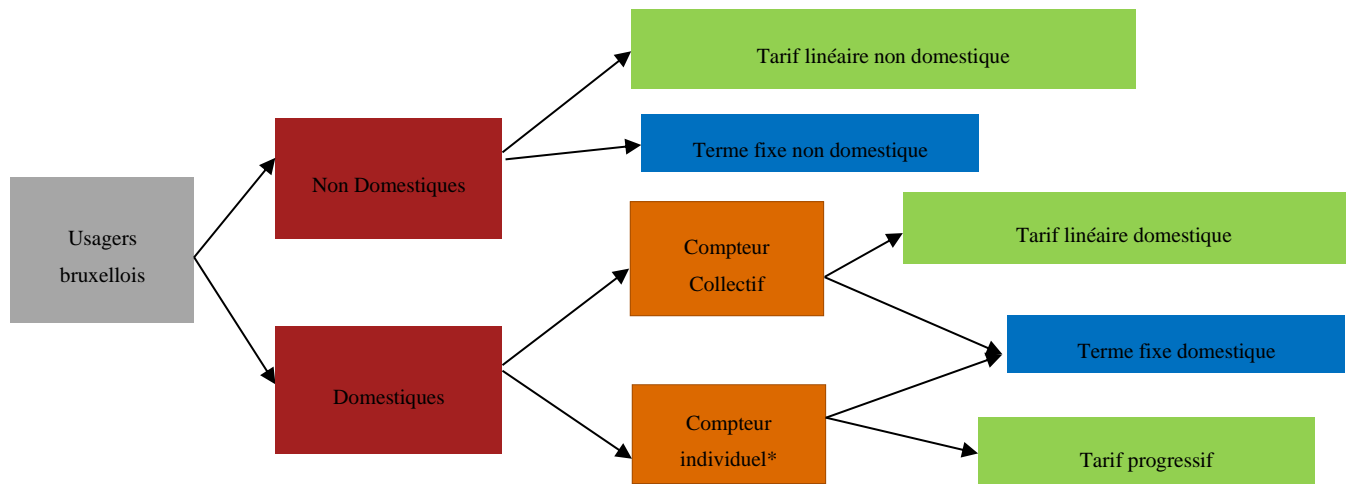 Usagers
bruxellois
Non Domestiques
Domestiques
Tarif linéaire non domestique
Terme fixe non domestique
Compteur
Collectif
Compteur
individuel*
Tarif linéaire domestique
Terme fixe domestique
Tarif progressif